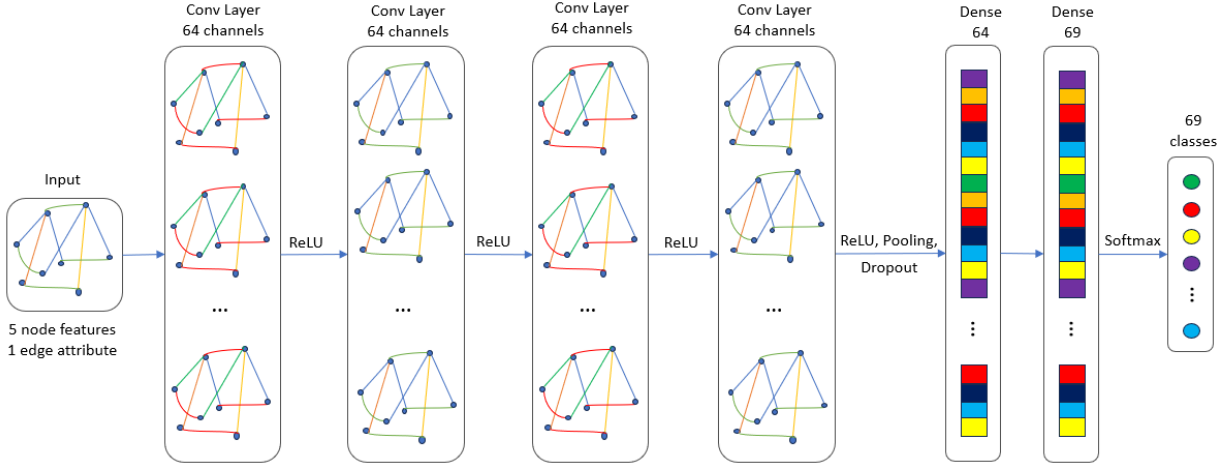 Input
5 node features
1 edge attribute
Conv Layer
64 channels
...
ReLU
Conv Layer
64 channels
...
ReLU
Conv Layer
64 channels
...
ReLU
Conv Layer
64 channels
...
ReLU, Pooling,
Dropout
Dense
64
...
Dense
69
...
Softmax
69
classes
...